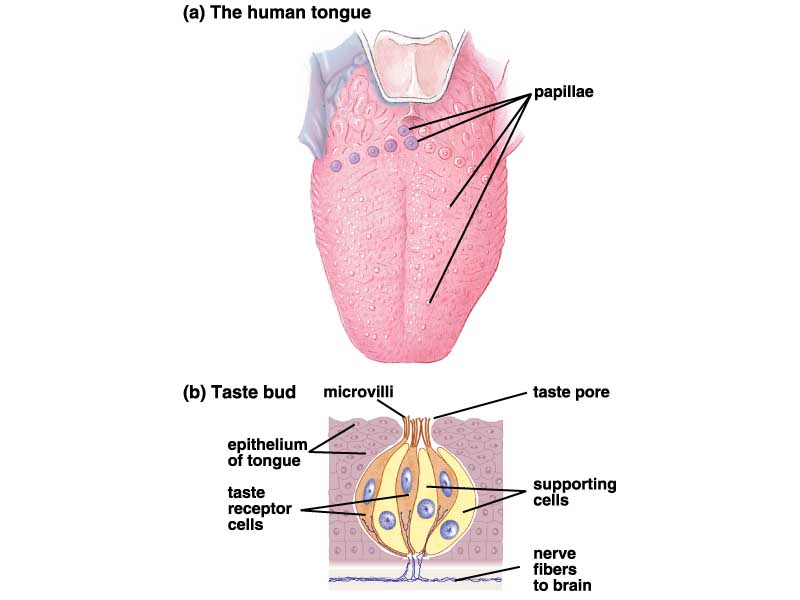 (a) The human tongue
papillae
(b) Taste bud
microvilli
taste pore
epithelium
of tongue
taste
receptor
cells
supporting
cells
nerve
fibers
to brain